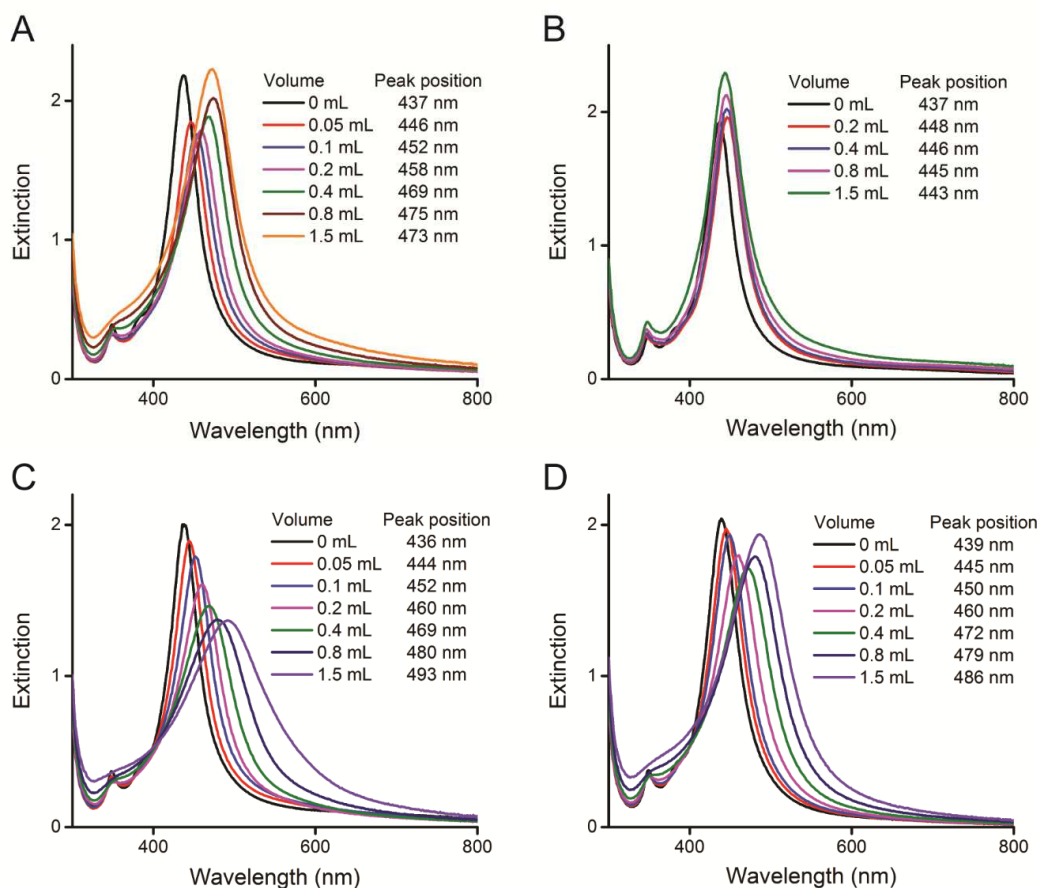 A
2
1
0
Extinction
400
600
800
Wavelength (nm)
Volume Peak position
0 mL 437 nm
0.05 mL 446 nm
0.1 mL 452 nm
0.2 mL 458 nm
0.4 mL 469 nm
0.8 mL 475 nm
1.5 mL 473 nm
B
2
1
0
Extinction
400
600
800
Wavelength (nm)
Volume Peak position
0 mL 437 nm
0.2 mL 448 nm
0.4 mL 446 nm
0.8 mL 445 nm
1.5 mL 443 nm
C
2
1
0
Extinction
400
600
800
Wavelength (nm)
Volume Peak position
0 mL 436 nm
0.05 mL 444 nm
0.1 mL 452 nm
0.2 mL 460 nm
0.4 mL 469 nm
0.8 mL 480 nm
1.5 mL 493 nm
D
2
1
0
Extinction
400
600
800
Wavelength (nm)
Volume Peak position
0 mL 439 nm
0.05 mL 445 nm
0.1 mL 450 nm
0.2 mL 460 nm
0.4 mL 472 nm
0.8 mL 479 nm
1.5 mL 486 nm